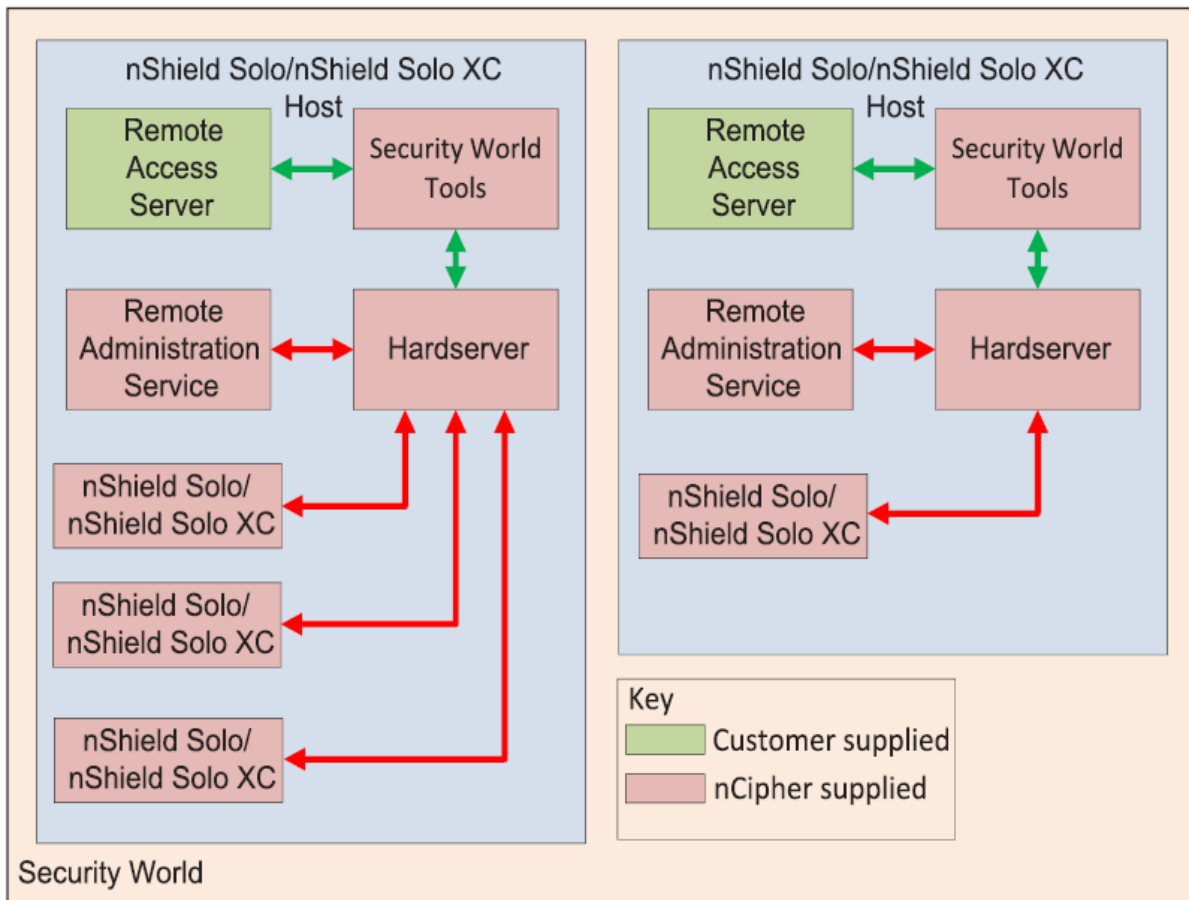 nShield Solo/nShield Solo XC
Host
Remote
Access
Server
Security World
Tools
Remote
Administration
Service
Hardserver
nShield Solo/
nShield Solo XC
nShield Solo/
nShield Solo XC
nShield Solo/
nShield Solo XC
nShield Solo/nShield Solo XC
Host
Remote
Access
Server
Security World
Tools
Remote
Administration
Service
Hardserver
nShield Solo/
nShield Solo XC
Key
Customer supplied
nCipher supplied
Security World